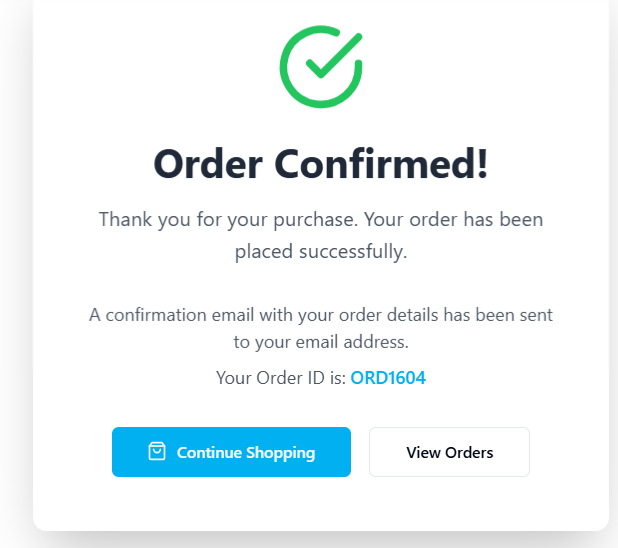 Order Confirmed!
Thank you for your purchase. Your order has been
placed successfully.
A confirmation email with your order details has been sent
to your email address.
Your Order ID is: ORD1604
Continue Shopping
View Orders